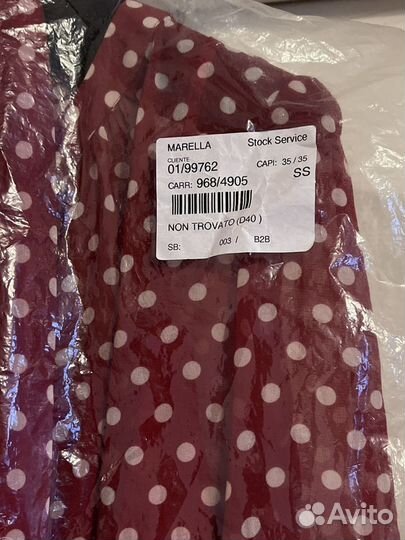 MARELLA Stock Service
CLIENTE
01/99762 CAPI: 35 / 35
CARR: 968/4905 SS
NON TROVATO (D40 )
SB: 003 / B2B
Avito